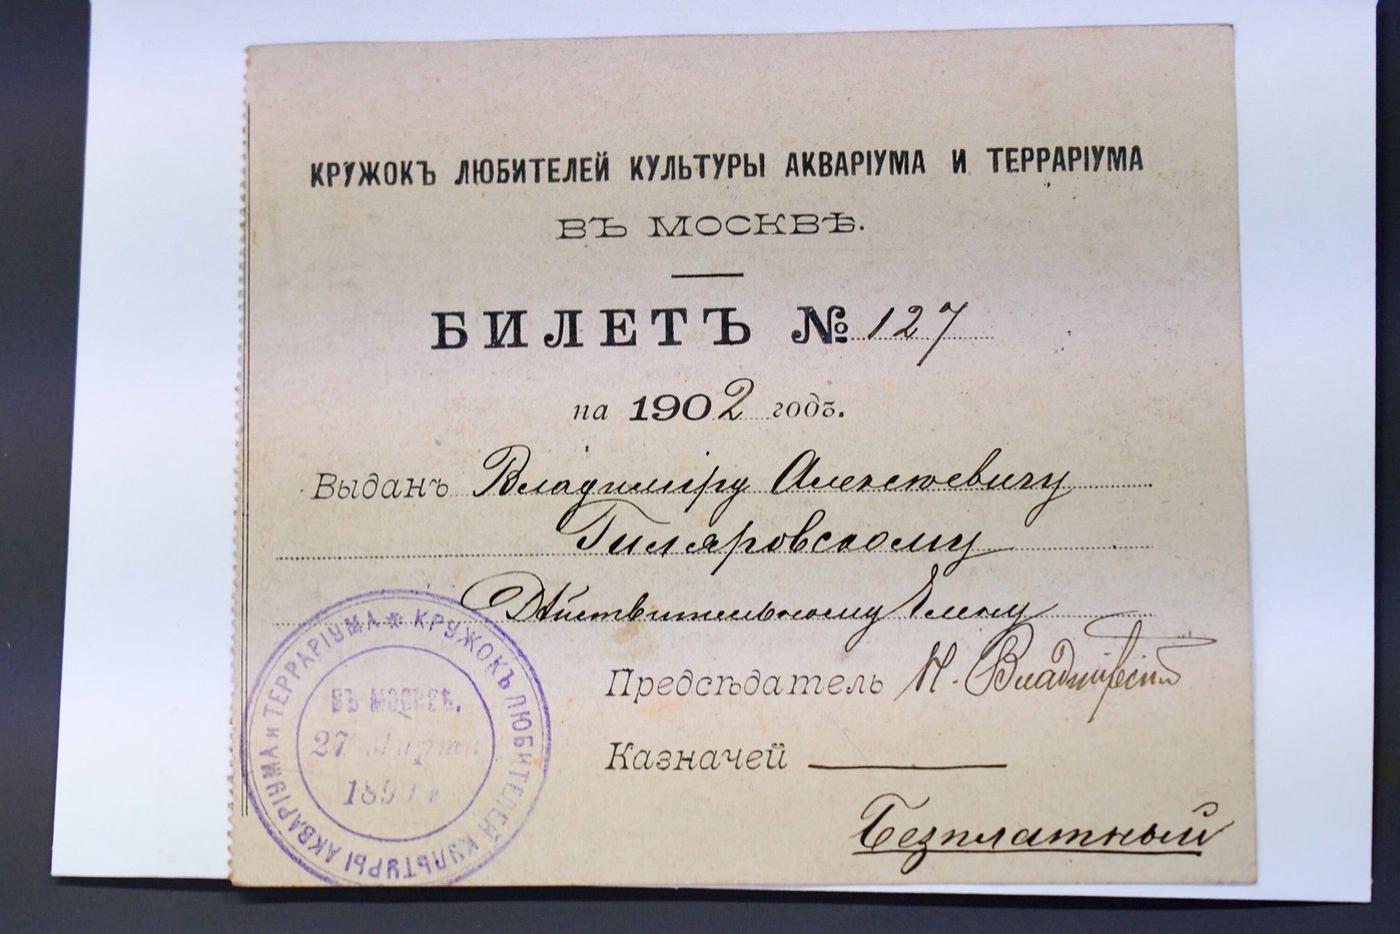 КРУЖОКЪ ЛЮБИТЕЛЕЙ КУЛЬТУРЫ АКВАРІУМА И ТЕРРАРІУМА
ВЪ МОСКВѢ.
БИЛЕТЪ № 127
на 1902 годъ.
Выданъ Владиміру Алексѣевичу
Гиляровскому
Дѣйствительному Члену
Предсѣдатель Н.
Казначей
Безплатный
КРУЖОКЪ ЛЮБИТЕЛЕЙ КУЛЬТУРЫ АКВАРІУМА И ТЕРРАРІУМА
ВЪ МОСКВѢ.
27 Марта